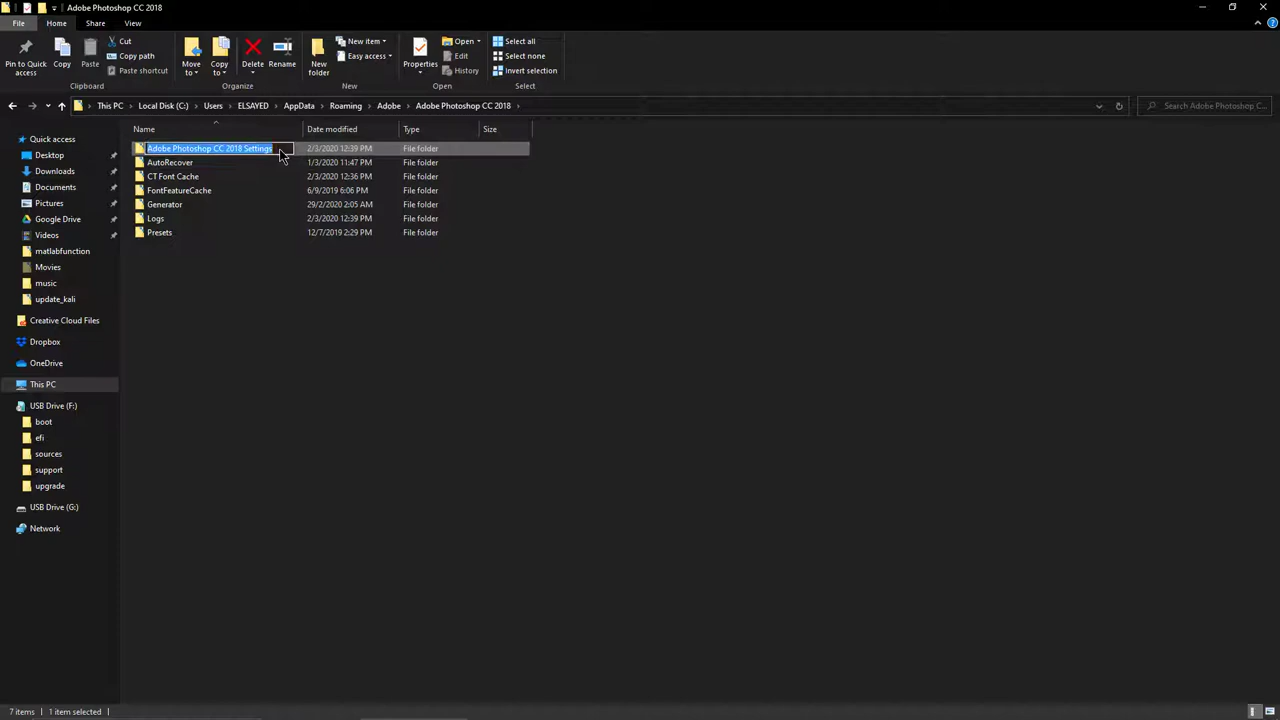 Adobe Photoshop CC 2018
File Home Share View
Pin to Quick access
Copy
Paste
Cut
Copy path
Paste shortcut
Clipboard
Move to
Copy to
Delete
Rename
Organize
New folder
New item
Easy access
New
Properties
Open
Edit
History
Open
Select all
Select none
Invert selection
Select
This PC Local Disk (C:) Users ELSAYED AppData Roaming Adobe Adobe Photoshop CC 2018
Search Adobe Photoshop C...
Quick access
Desktop
Downloads
Documents
Pictures
Google Drive
Videos
matlabfunction
Movies
music
update_kali
Creative Cloud Files
Dropbox
OneDrive
This PC
USB Drive (F:)
boot
efi
sources
support
upgrade
USB Drive (G:)
Network
Name Date modified Type Size
Adobe Photoshop CC 2018 Settings 2/3/2020 12:39 PM File folder
AutoRecover 1/3/2020 11:47 PM File folder
CT Font Cache 2/3/2020 12:36 PM File folder
FontFeatureCache 6/9/2019 6:06 PM File folder
Generator 29/2/2020 2:05 AM File folder
Logs 2/3/2020 12:39 PM File folder
Presets 12/7/2019 2:29 PM File folder
7 items 1 item selected